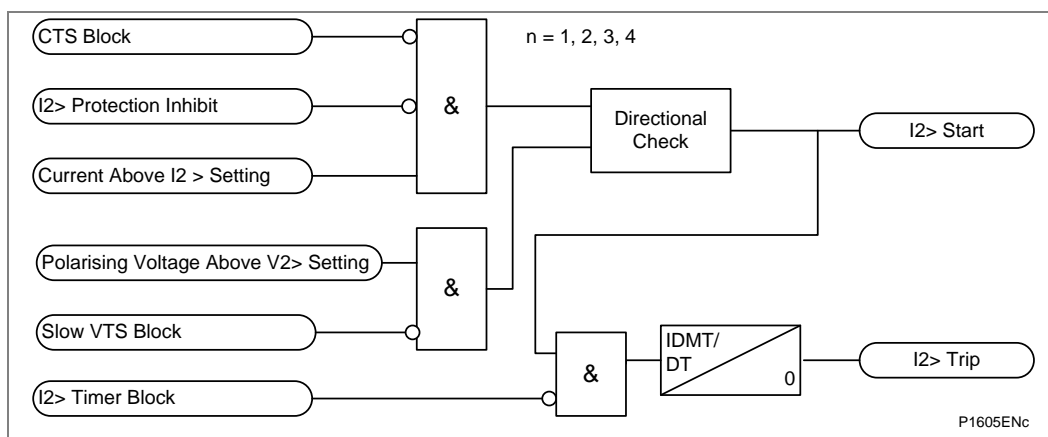 CTS Block
n = 1, 2, 3, 4
I2> Protection Inhibit
&
Directional
Check
I2> Start
Current Above I2 > Setting
Polarising Voltage Above V2> Setting
&
Slow VTS Block
IDMT/
DT
0
I2> Trip
&
I2> Timer Block
P1605ENc